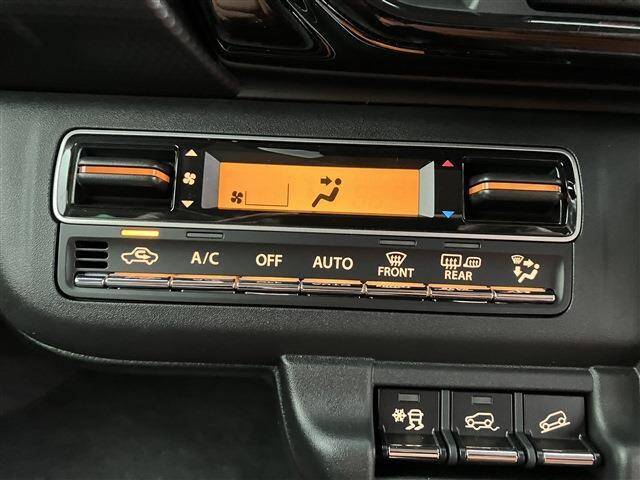 A/C OFF AUTO FRONT REAR